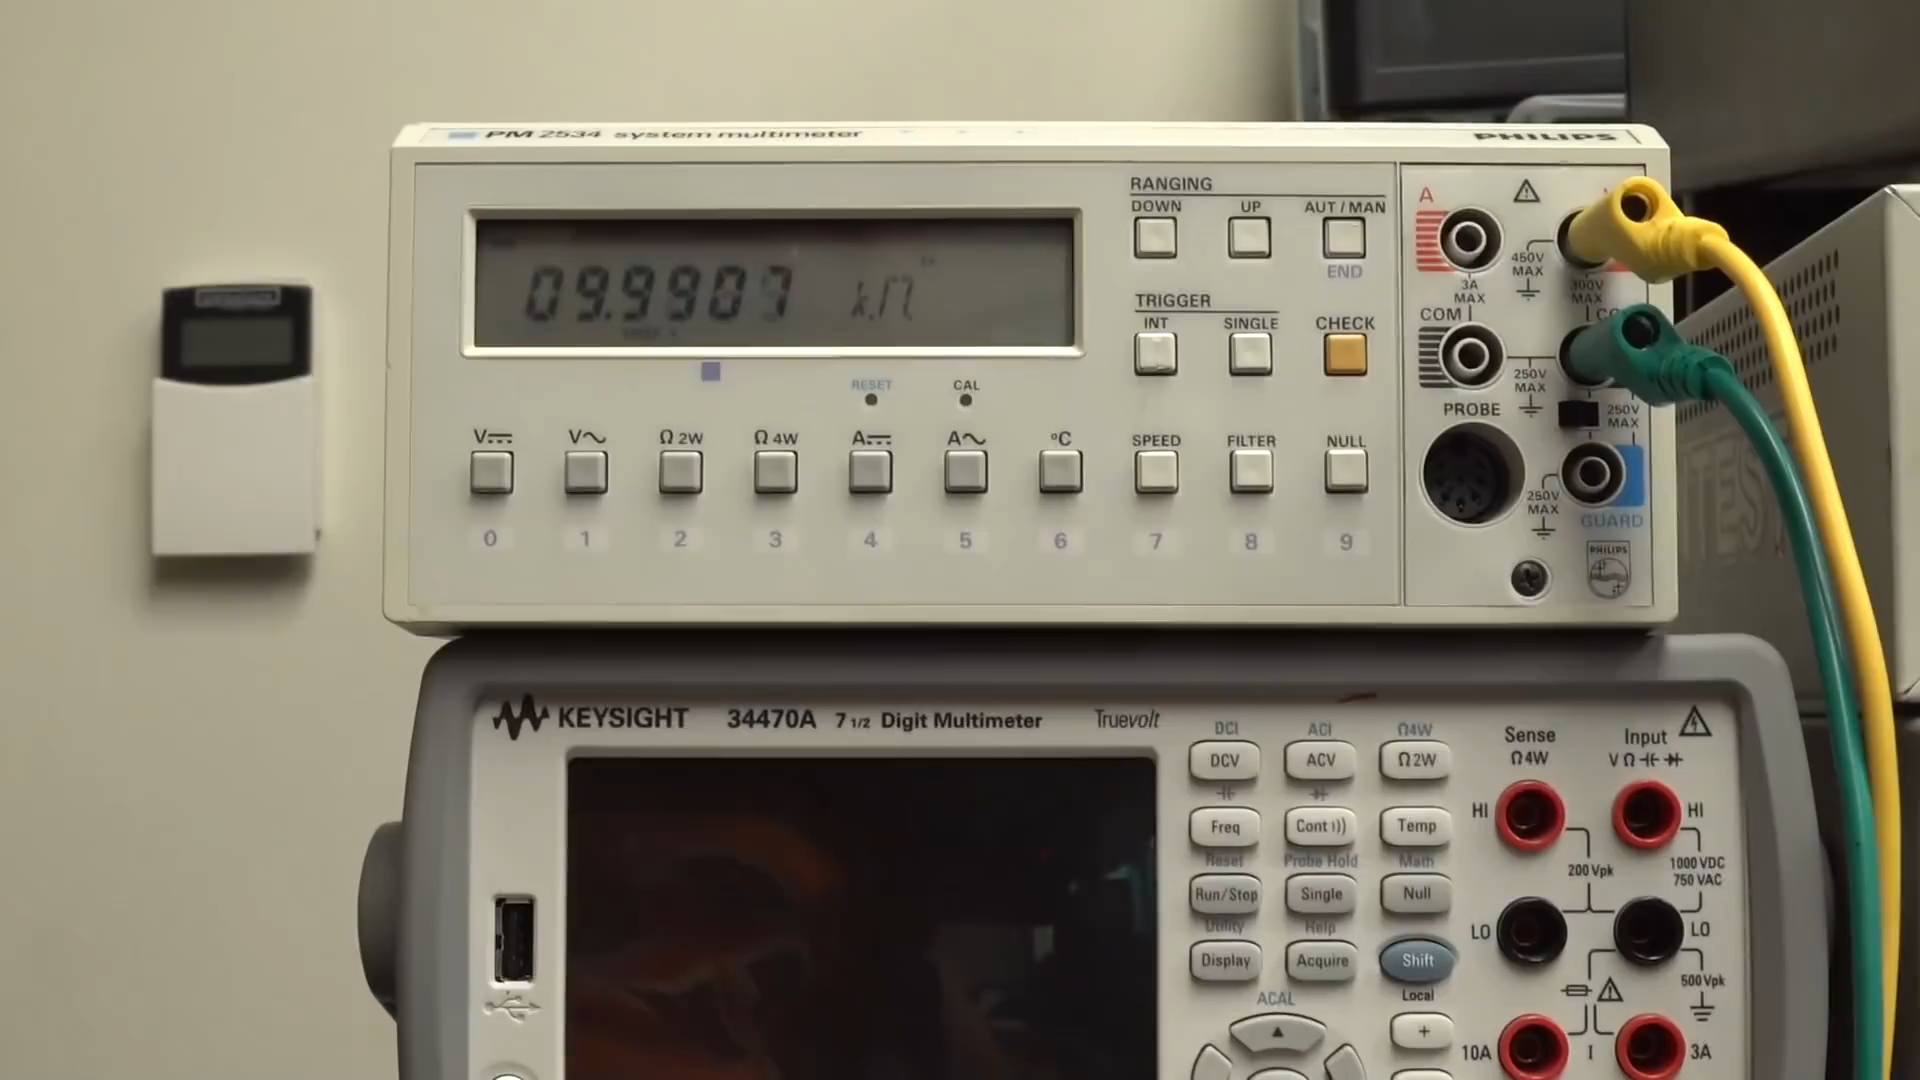 PM 2534 system multimeter PHILIPS
RANGING
DOWN UP AUT / MAN
END
TRIGGER
INT SINGLE CHECK
09.9907 kΩ
RESET CAL
V⎓ V~ Ω 2W Ω 4W A⎓ A~ °C SPEED FILTER NULL
0 1 2 3 4 5 6 7 8 9
A
450V MAX
3A MAX
300V MAX
COM
250V MAX
PROBE
250V MAX
250V MAX
GUARD
PHILIPS
KEYSIGHT 34470A 7 1/2 Digit Multimeter Truevolt
DCI ACI Ω4W
DCV ACV Ω 2W
Freq Cont Temp
Reset Probe Hold Math
Run/Stop Single Null
Utility Help
Display Acquire Shift
Local
ACAL
+
Sense Ω 4W
Input V Ω
HI HI
200 Vpk
1000 VDC
750 VAC
LO LO
500 Vpk
10A I 3A